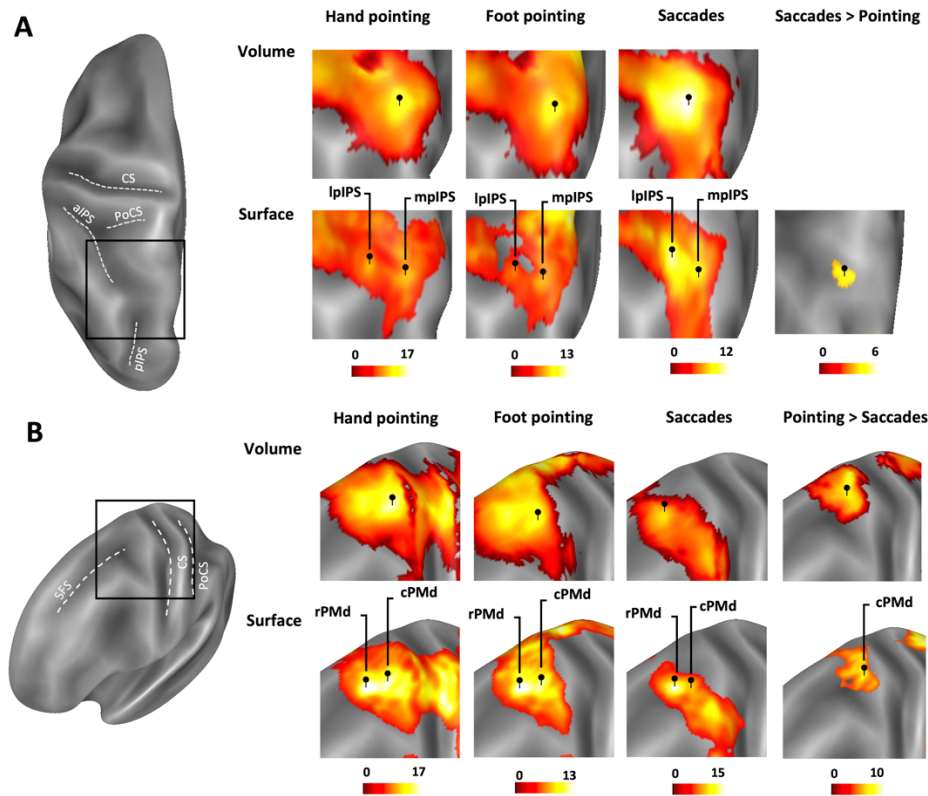 A
Hand pointing Foot pointing Saccades Saccades > Pointing
Volume
CS
aIPS
PoCS
pIPS
Surface
lpIPS mpIPS lpIPS mpIPS lpIPS mpIPS
0 17 0 13 0 12 0 6
B
Hand pointing Foot pointing Saccades Pointing > Saccades
Volume
SFS
CS
PoCS
Surface
rPMd cPMd rPMd cPMd rPMd cPMd cPMd
0 17 0 13 0 15 0 10